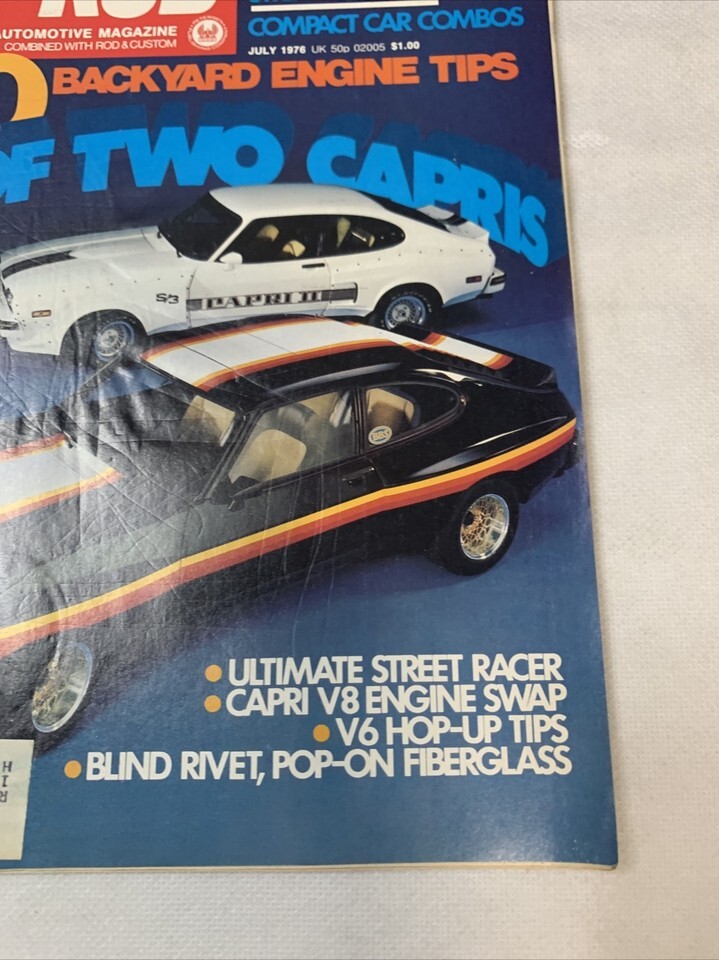 ROD
AUTOMOTIVE MAGAZINE
COMBINED WITH ROD & CUSTOM
COMPACT CAR COMBOS
JULY 1976 UK 50p 02005 $1.00
BACKYARD ENGINE TIPS
OF TWO CAPRIS
S/3
CAPRI II
BBS
• ULTIMATE STREET RACER
• CAPRI V8 ENGINE SWAP
• V6 HOP-UP TIPS
• BLIND RIVET, POP-ON FIBERGLASS